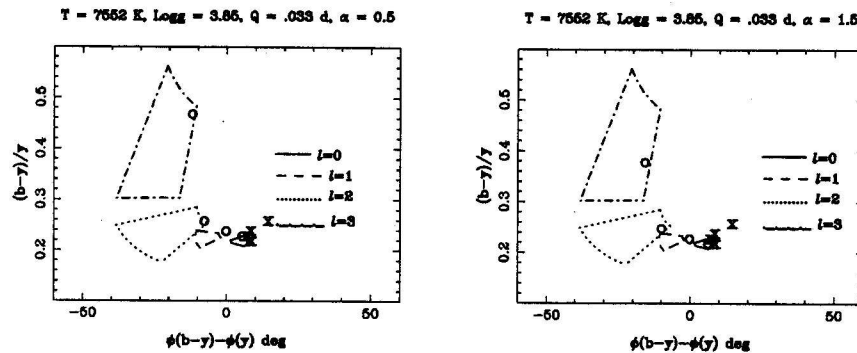 T = 7552 K, Logg = 3.85, Q = .033 d, α = 0.5
(b-y)/y
0.5
0.4
0.3
0.2
l=0
l=1
l=2
l=3
-50
0
50
ϕ(b-y)-ϕ(y) deg
T = 7552 K, Logg = 3.85, Q = .033 d, α = 1.5
(b-y)/y
0.5
0.4
0.3
0.2
l=0
l=1
l=2
l=3
-50
0
50
ϕ(b-y)-ϕ(y) deg